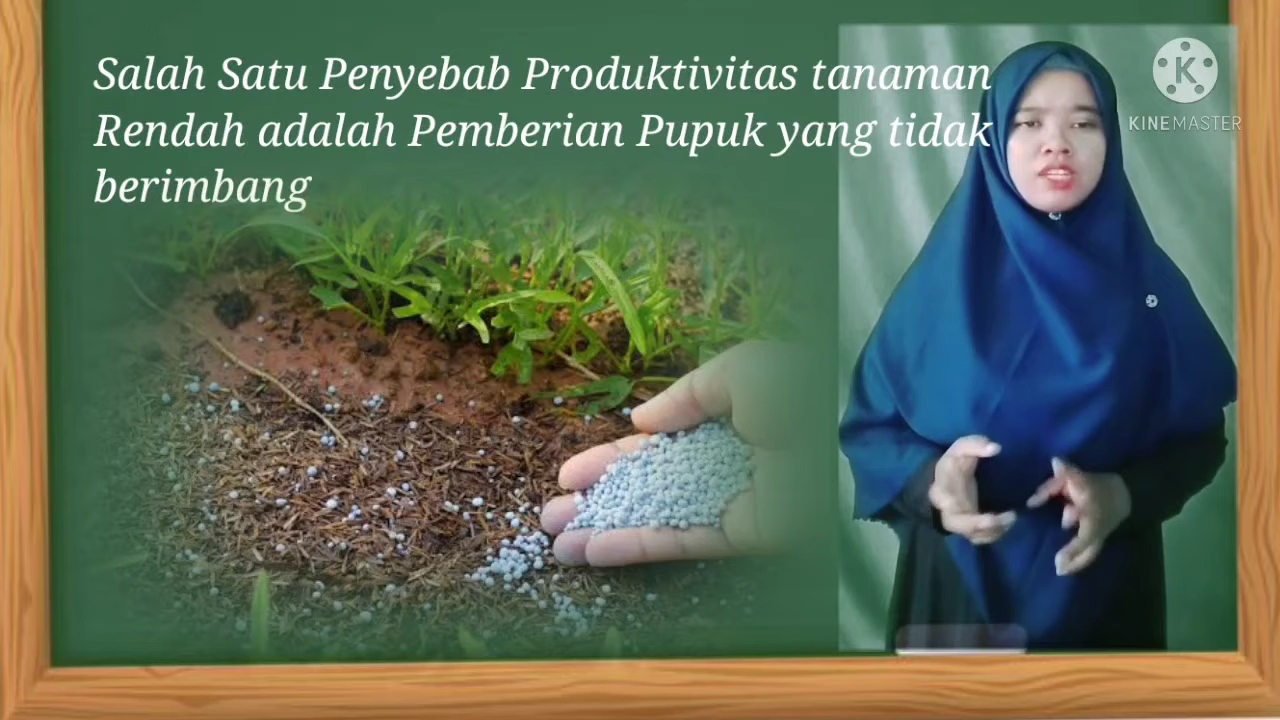 Salah Satu Penyebab Produktivitas tanaman
Rendah adalah Pemberian Pupuk yang tidak
berimbang
K
KINEMASTER